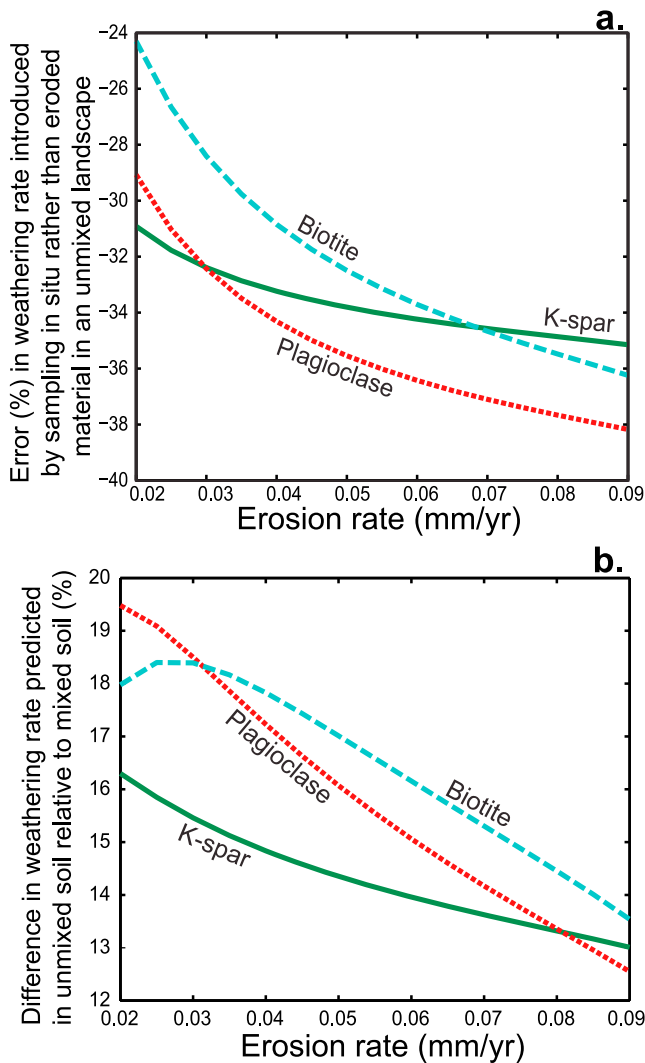 a.
Error (%) in weathering rate introduced
by sampling in situ rather than eroded
material in an unmixed landscape
−24
−26
−28
−30
−32
−34
−36
−38
−40
Biotite
K-spar
Plagioclase
0.02 0.03 0.04 0.05 0.06 0.07 0.08 0.09
Erosion rate (mm/yr)
b.
Difference in weathering rate predicted
in unmixed soil relative to mixed soil (%)
20
19
18
17
16
15
14
13
12
Plagioclase
Biotite
K-spar
0.02 0.03 0.04 0.05 0.06 0.07 0.08 0.09
Erosion rate (mm/yr)